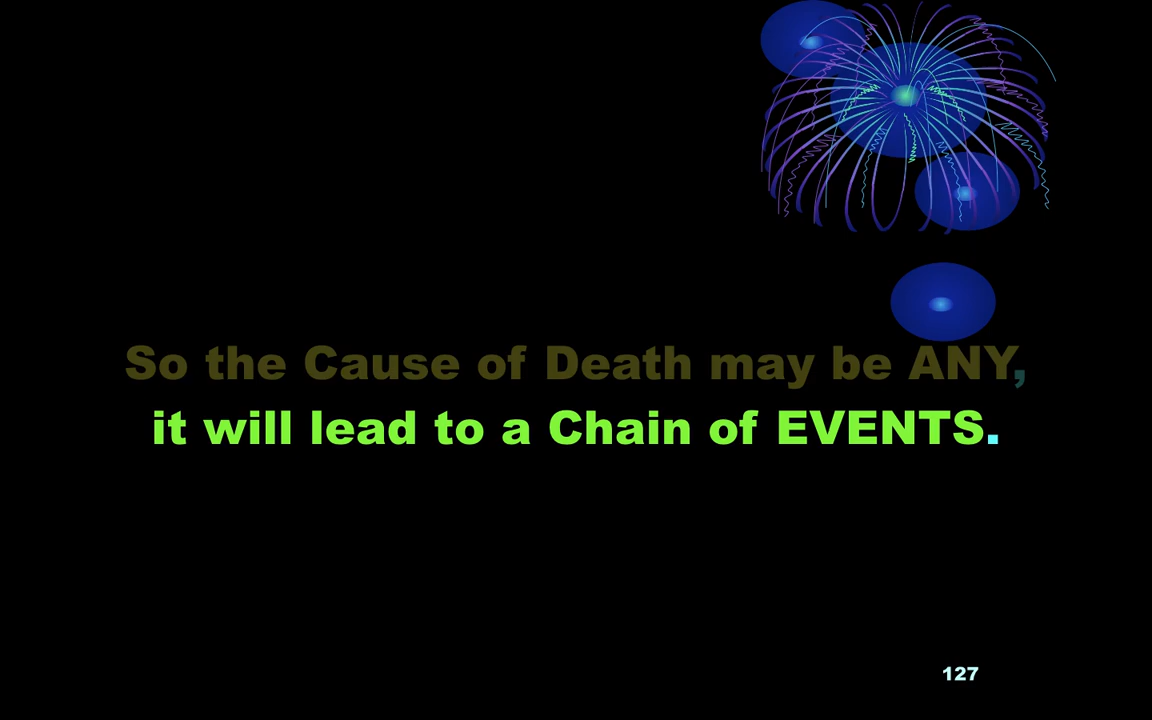 So the Cause of Death may be ANY,
it will lead to a Chain of EVENTS.
127